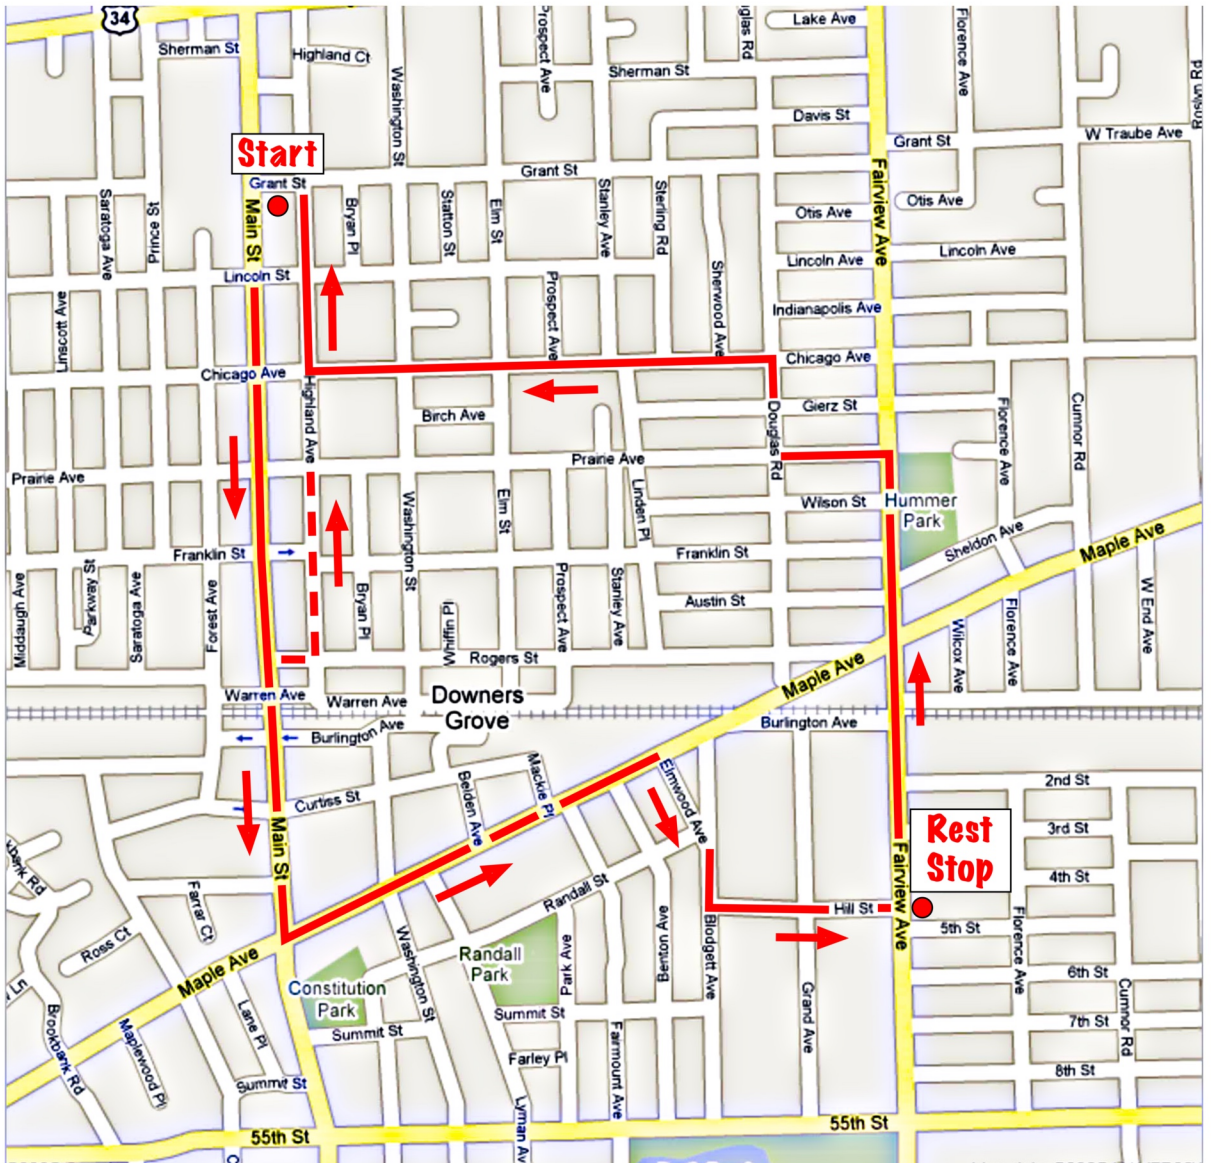 34
Sherman St
Highland Ct
Washington St
Prospect Ave
Sherman St
Lake Ave
Davis St
Florence Ave
Grant St
W Traube Ave
Start
Grant St
Grant St
Main St
Saratoga Ave
Prince St
Bryan Pl
Statton St
Elm St
Stanley Ave
Sterling Rd
Fairview Ave
Otis Ave
Otis Ave
Lincoln St
Lincoln Ave
Lincoln Ave
Linscott Ave
Prospect Ave
Sherwood Ave
Indianapolis Ave
Chicago Ave
Chicago Ave
Highland Ave
Birch Ave
Gierz St
Douglas Rd
Florence Ave
Cumnor Rd
Prairie Ave
Prairie Ave
Linden Pl
Washington St
Elm St
Wilson St
Hummer
Park
Sheldon Ave
Maple Ave
Franklin St
Franklin St
Middaugh Ave
Parkway St
Saratoga Ave
Forest Ave
Bryan Pl
Whiffin Pl
Prospect Ave
Stanley Ave
Austin St
Wilcox Ave
Florence Ave
W End Ave
Rogers St
Maple Ave
Warren Ave
Warren Ave
Downers
Grove
Burlington Ave
Burlington Ave
Curtiss St
Belden Ave
Mackie Pl
Elmwood Ave
2nd St
Main St
3rd St
Rest
Stop
Fairview Ave
4th St
Farrar Ct
Randall St
Hill St
5th St
Ross Ct
Maple Ave
Washington St
Randall
Park
Park Ave
Benton Ave
Blodgett Ave
Florence Ave
6th St
Constitution
Park
Lane Pl
Summit St
Summit St
Grand Ave
Cumnor Rd
7th St
Brookbank Rd
Maplewood Pl
Farley Pl
Fairmount Ave
8th St
Summit St
Lyman Av
55th St
55th St